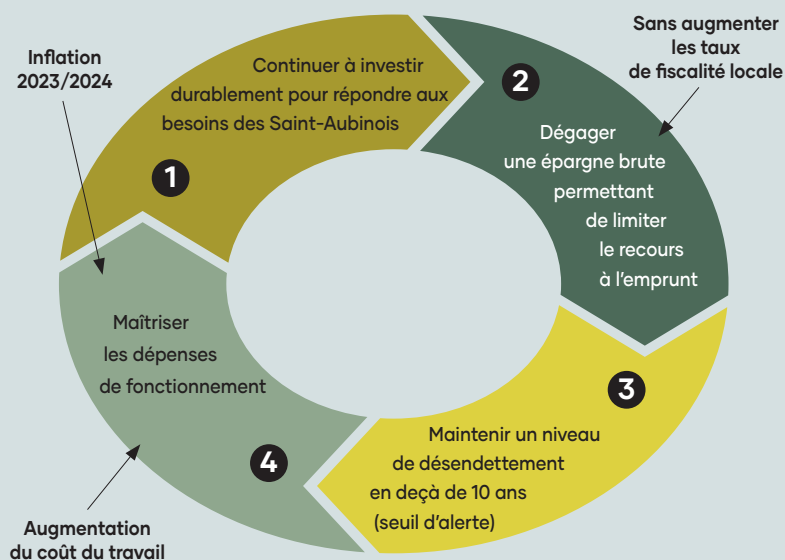 Inflation
2023/2024
1
Continuer à investir
durablement pour répondre aux
besoins des Saint-Aubinois
Sans augmenter
les taux
de fiscalité locale
2
Dégager
une épargne brute
permettant
de limiter
le recours
à l'emprunt
3
Maintenir un niveau
de désendettement
en deçà de 10 ans
(seuil d'alerte)
4
Maîtriser
les dépenses
de fonctionnement
Augmentation
du coût du travail